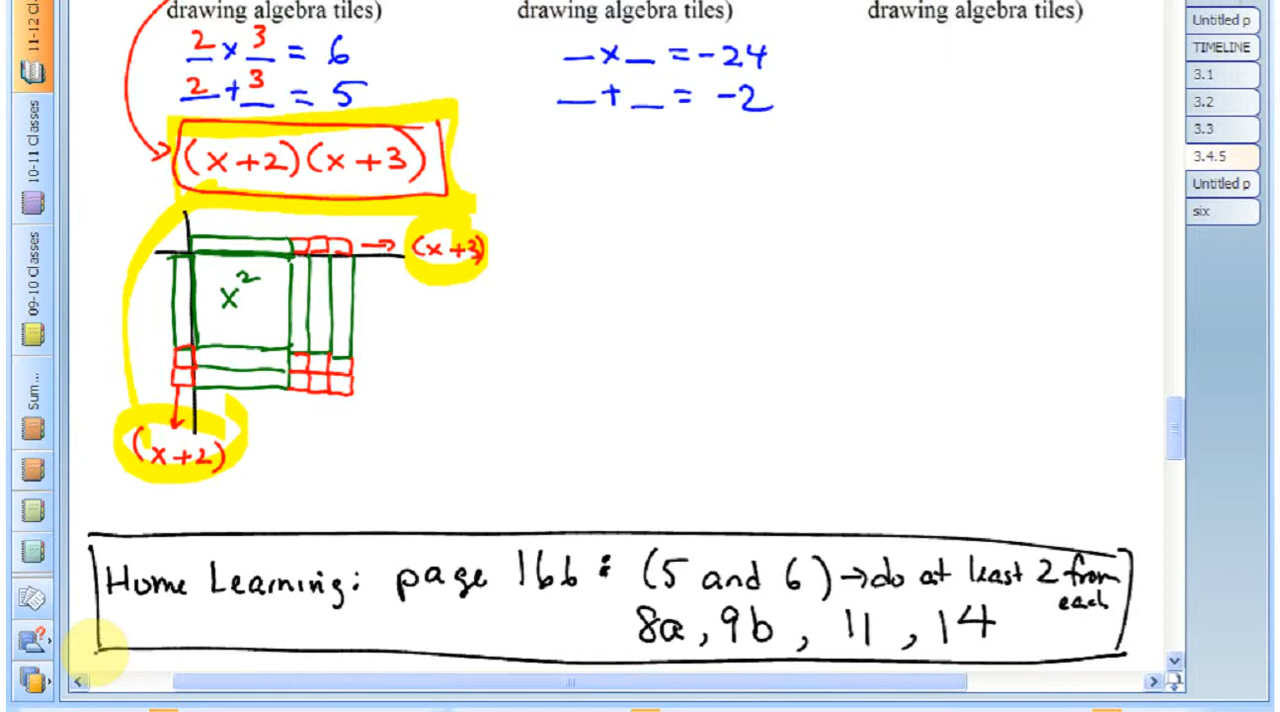 drawing algebra tiles)
drawing algebra tiles)
drawing algebra tiles)
2 x 3 = 6
2 + 3 = 5
_ x _ = -24
_ + _ = -2
(x+2)(x+3)
(x+3)
x²
(x+2)
Home Learning: page 166: (5 and 6) → do at least 2 from each
8a, 9b, 11, 14
11-12 Cl
10-11 Classes
09-10 Classes
Sum...
Untitled p
TIMELINE
3.1
3.2
3.3
3.4.5
Untitled p
six